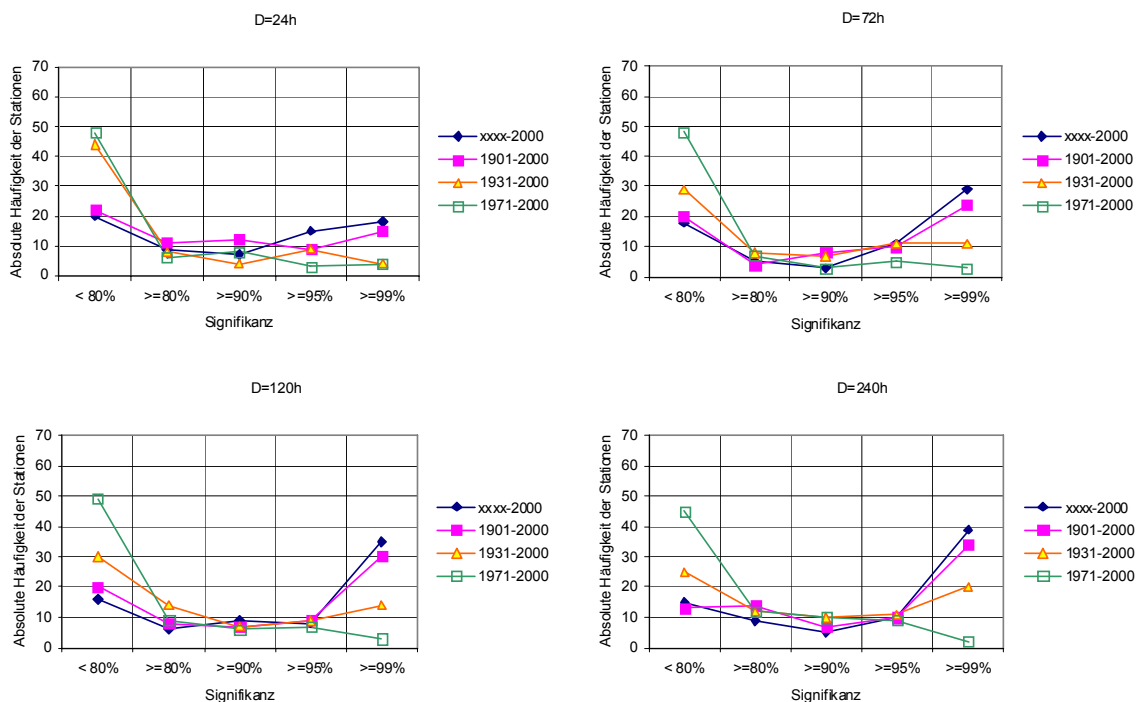 D=24h
Absolute Häufigkeit der Stationen
70
60
50
40
30
20
10
0
< 80% >=80% >=90% >=95% >=99%
Signifikanz
xxxx-2000
1901-2000
1931-2000
1971-2000
D=72h
Absolute Häufigkeit der Stationen
70
60
50
40
30
20
10
0
< 80% >=80% >=90% >=95% >=99%
Signifikanz
xxxx-2000
1901-2000
1931-2000
1971-2000
D=120h
Absolute Häufigkeit der Stationen
70
60
50
40
30
20
10
0
< 80% >=80% >=90% >=95% >=99%
Signifikanz
xxxx-2000
1901-2000
1931-2000
1971-2000
D=240h
Absolute Häufigkeit der Stationen
70
60
50
40
30
20
10
0
< 80% >=80% >=90% >=95% >=99%
Signifikanz
xxxx-2000
1901-2000
1931-2000
1971-2000